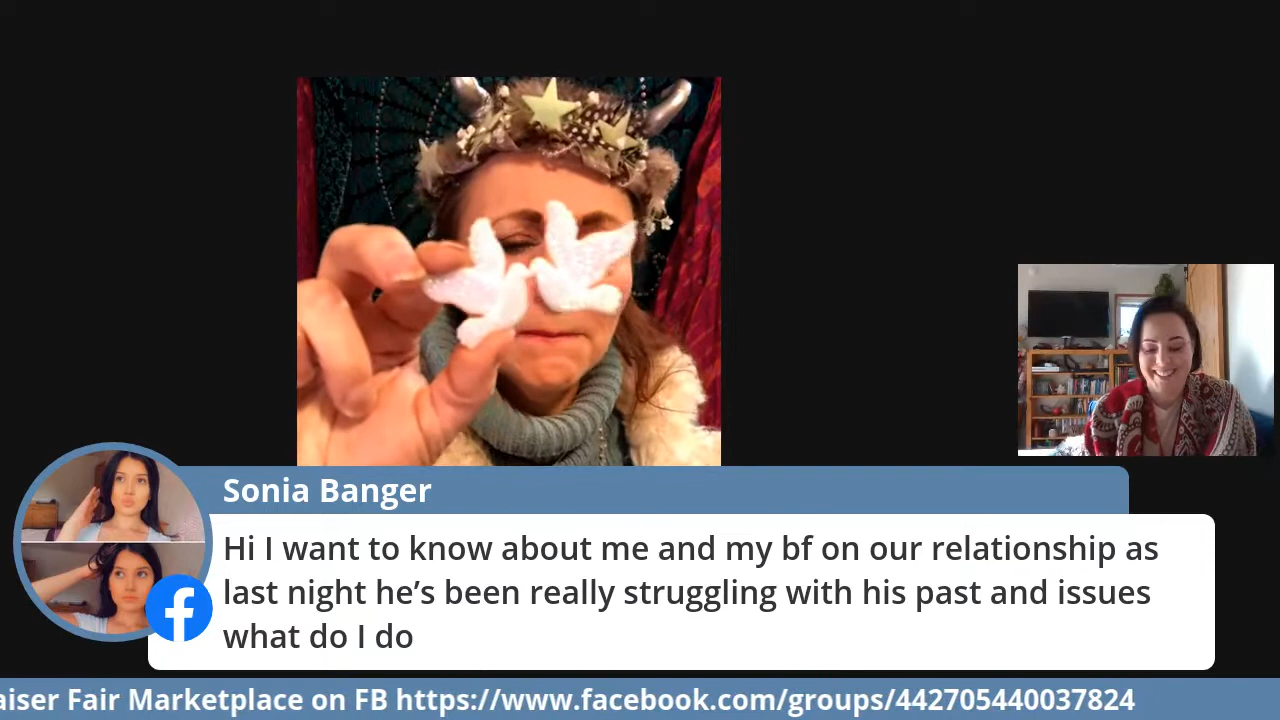 Sonia Banger
Hi I want to know about me and my bf on our relationship as
last night he’s been really struggling with his past and issues
what do I do
aiser Fair Marketplace on FB https://www.facebook.com/groups/442705440037824